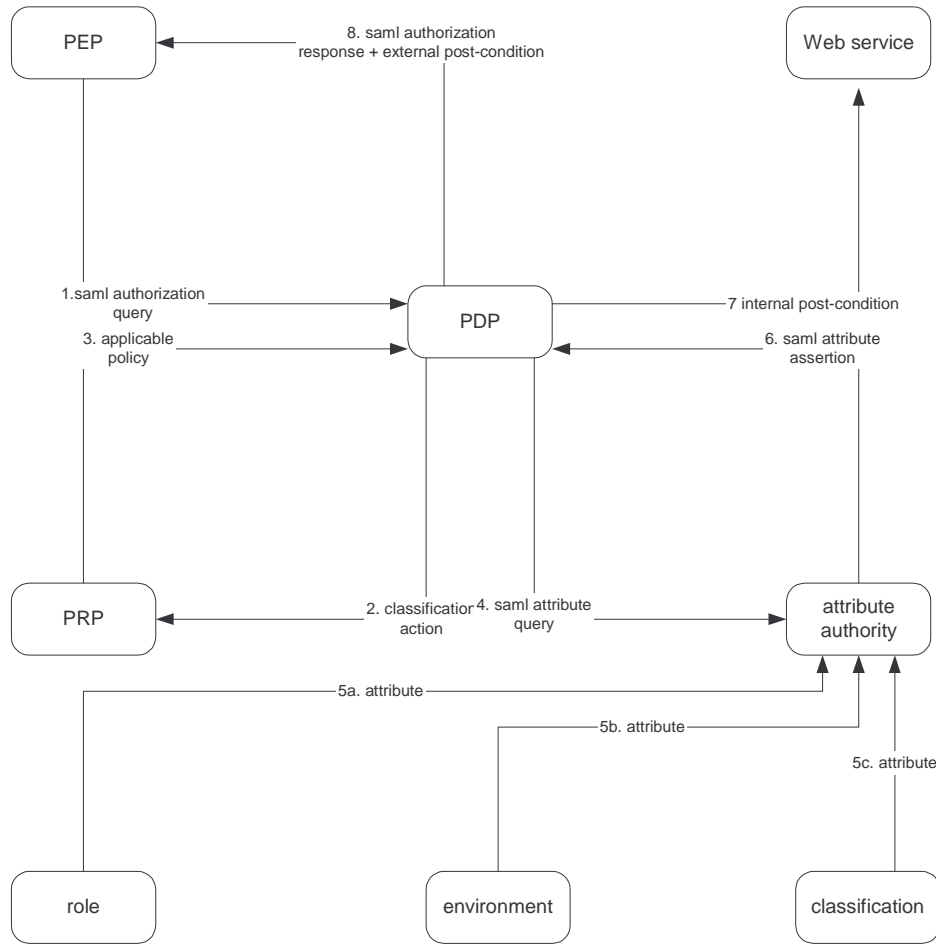 PEP
8. saml authorization
response + external post-condition
Web service
1.saml authorization
query
PDP
7 internal post-condition
3. applicable
policy
6. saml attribute
assertion
PRP
2. classification
action
4. saml attribute
query
attribute
authority
5a. attribute
5b. attribute
5c. attribute
role
environment
classification